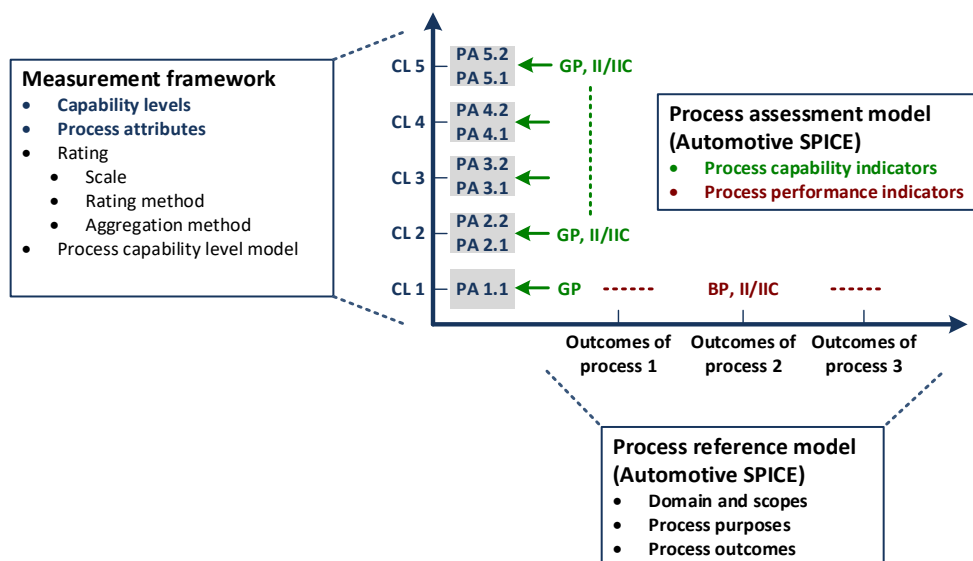 Measurement framework
• Capability levels
• Process attributes
• Rating
• Scale
• Rating method
• Aggregation method
• Process capability level model
CL 5
PA 5.2
PA 5.1
GP, II/IIC
CL 4
PA 4.2
PA 4.1
CL 3
PA 3.2
PA 3.1
CL 2
PA 2.2
PA 2.1
GP, II/IIC
CL 1
PA 1.1
GP
BP, II/IIC
Process assessment model
(Automotive SPICE)
• Process capability indicators
• Process performance indicators
Outcomes of
process 1
Outcomes of
process 2
Outcomes of
process 3
Process reference model
(Automotive SPICE)
• Domain and scopes
• Process purposes
• Process outcomes